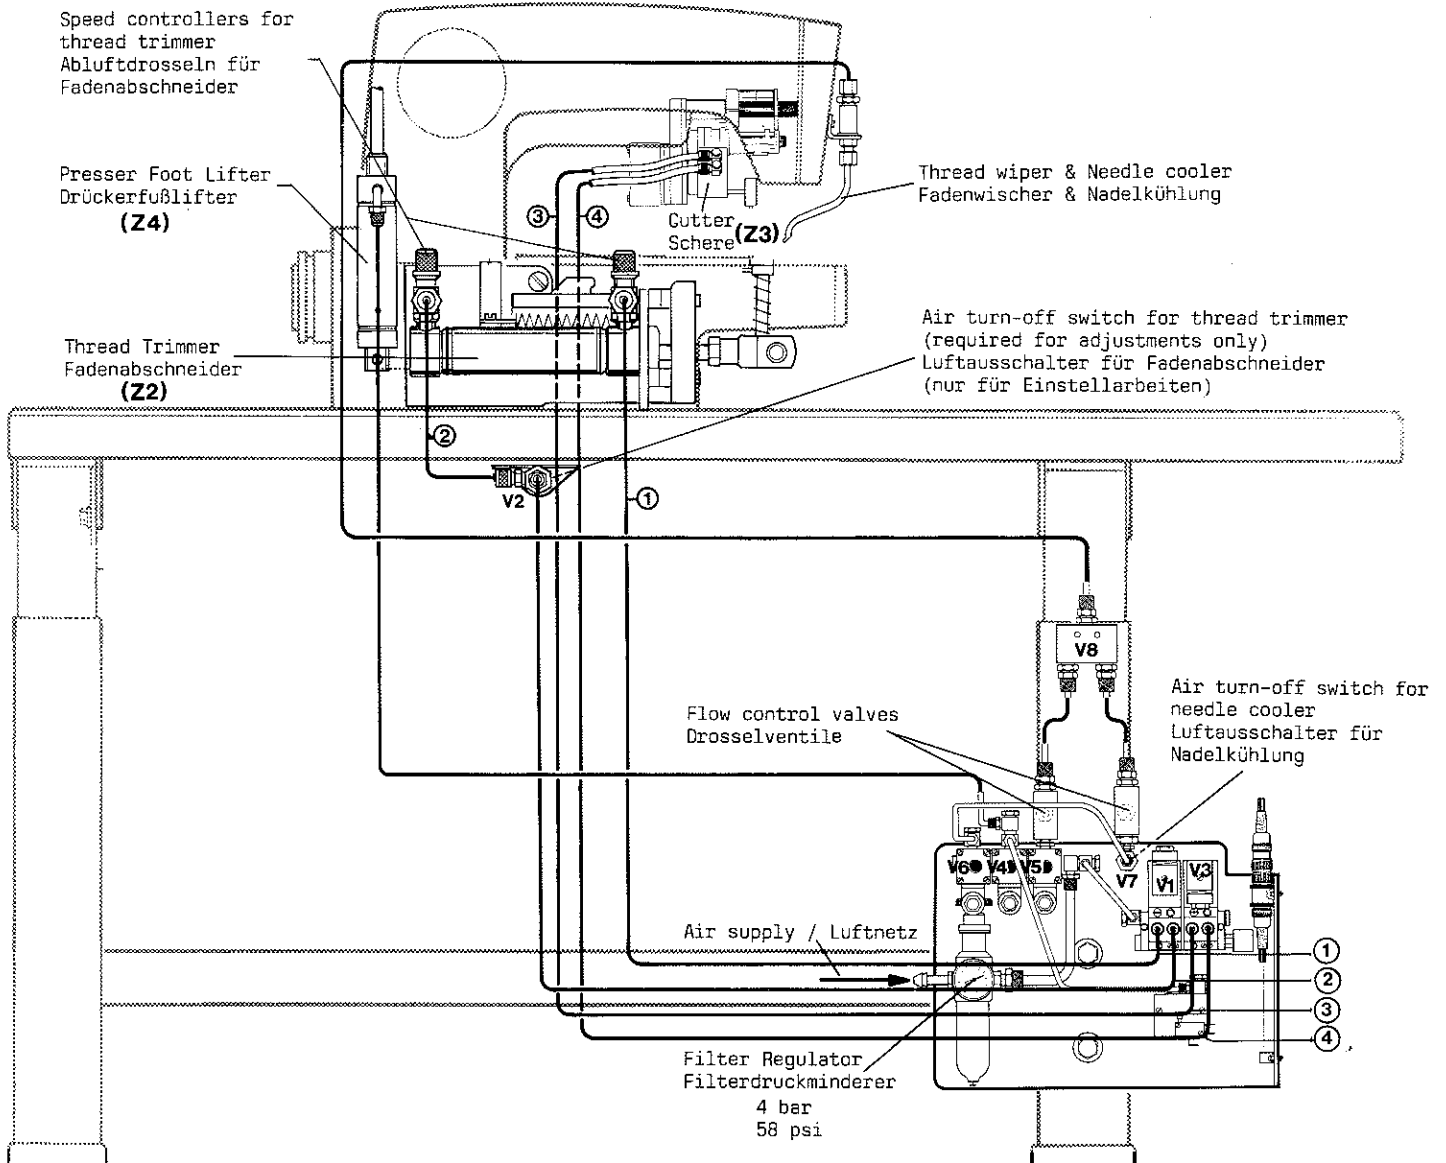 Speed controllers for
thread trimmer
Abluftdrosseln für
Fadenabschneider
Presser Foot Lifter
Drückerfußlifter
(Z4)
Thread wiper & Needle cooler
Fadenwischer & Nadelkühlung
③
④
Cutter
Schere (Z3)
Air turn-off switch for thread trimmer
(required for adjustments only)
Luftausschalter für Fadenabschneider
(nur für Einstellarbeiten)
Thread Trimmer
Fadenabschneider
(Z2)
②
V2
①
V8
Air turn-off switch for
needle cooler
Luftausschalter für
Nadelkühlung
Flow control valves
Drosselventile
V6
V4
V5
V7
V1
V3
Air supply / Luftnetz
①
②
③
④
Filter Regulator
Filterdruckminderer
4 bar
58 psi